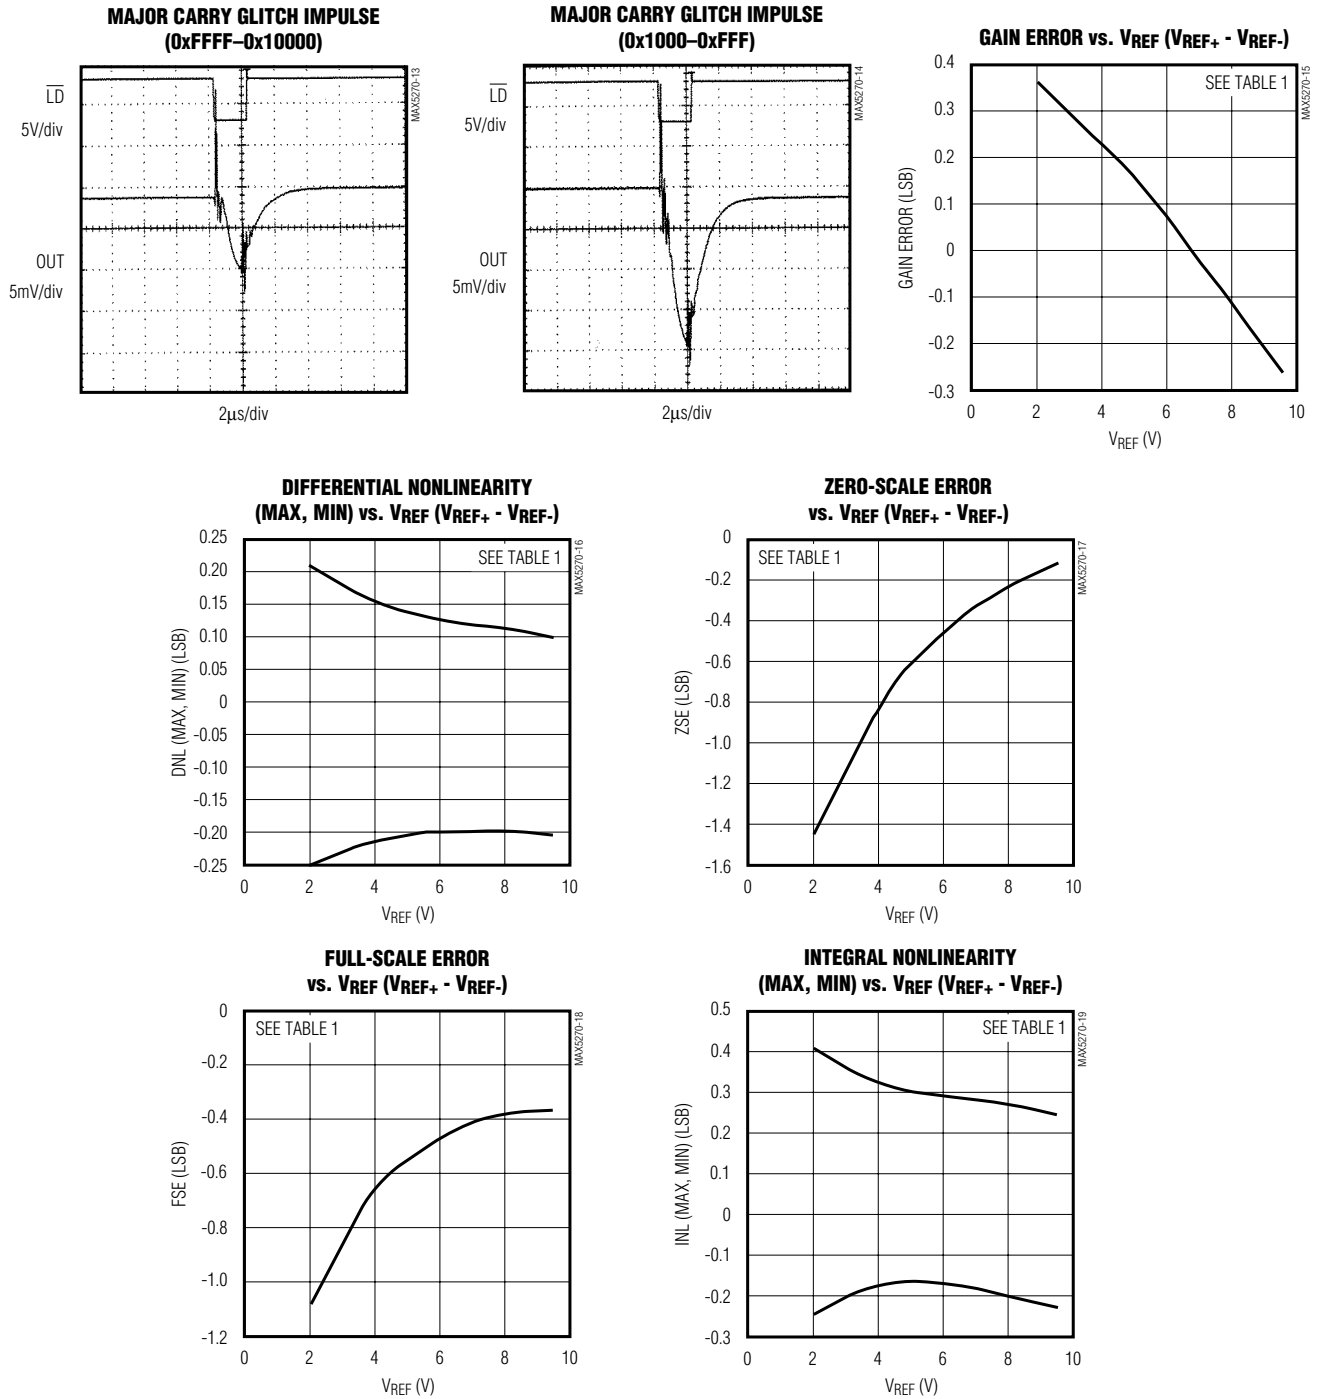 MAJOR CARRY GLITCH IMPULSE
(0xFFFF–0x10000)
LD
5V/div
OUT
5mV/div
2μs/div
MAX5270-13
MAJOR CARRY GLITCH IMPULSE
(0x1000–0xFFF)
LD
5V/div
OUT
5mV/div
2μs/div
MAX5270-14
GAIN ERROR vs. VREF (VREF+ - VREF-)
SEE TABLE 1
MAX5270-15
GAIN ERROR (LSB)
0.4
0.3
0.2
0.1
0
-0.1
-0.2
-0.3
0 2 4 6 8 10
VREF (V)
DIFFERENTIAL NONLINEARITY
(MAX, MIN) vs. VREF (VREF+ - VREF-)
SEE TABLE 1
MAX5270-16
DNL (MAX, MIN) (LSB)
0.25
0.20
0.15
0.10
0.05
0
-0.05
-0.10
-0.15
-0.20
-0.25
0 2 4 6 8 10
VREF (V)
ZERO-SCALE ERROR
vs. VREF (VREF+ - VREF-)
SEE TABLE 1
MAX5270-17
ZSE (LSB)
0
-0.2
-0.4
-0.6
-0.8
-1.0
-1.2
-1.4
-1.6
0 2 4 6 8 10
VREF (V)
FULL-SCALE ERROR
vs. VREF (VREF+ - VREF-)
SEE TABLE 1
MAX5270-18
FSE (LSB)
0
-0.2
-0.4
-0.6
-0.8
-1.0
-1.2
0 2 4 6 8 10
VREF (V)
INTEGRAL NONLINEARITY
(MAX, MIN) vs. VREF (VREF+ - VREF-)
SEE TABLE 1
MAX5270-19
INL (MAX, MIN) (LSB)
0.5
0.4
0.3
0.2
0.1
0
-0.1
-0.2
-0.3
0 2 4 6 8 10
VREF (V)